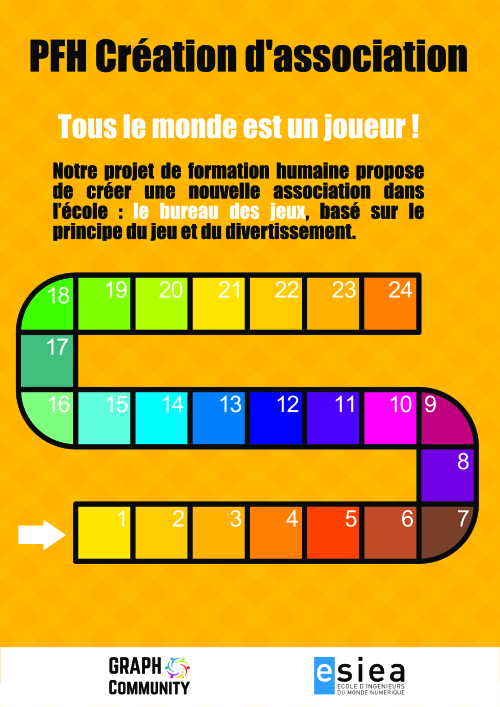 PFH Création d'association
Tous le monde est un joueur !
Notre projet de formation humaine propose
de créer une nouvelle association dans
l'école : le bureau des jeux, basé sur le
principe du jeu et du divertissement.
18 19 20 21 22 23 24
17
16 15 14 13 12 11 10 9
8
1 2 3 4 5 6 7
GRAPH
COMMUNITY
esiea
ECOLE D'INGENIEURS
DU MONDE NUMERIQUE